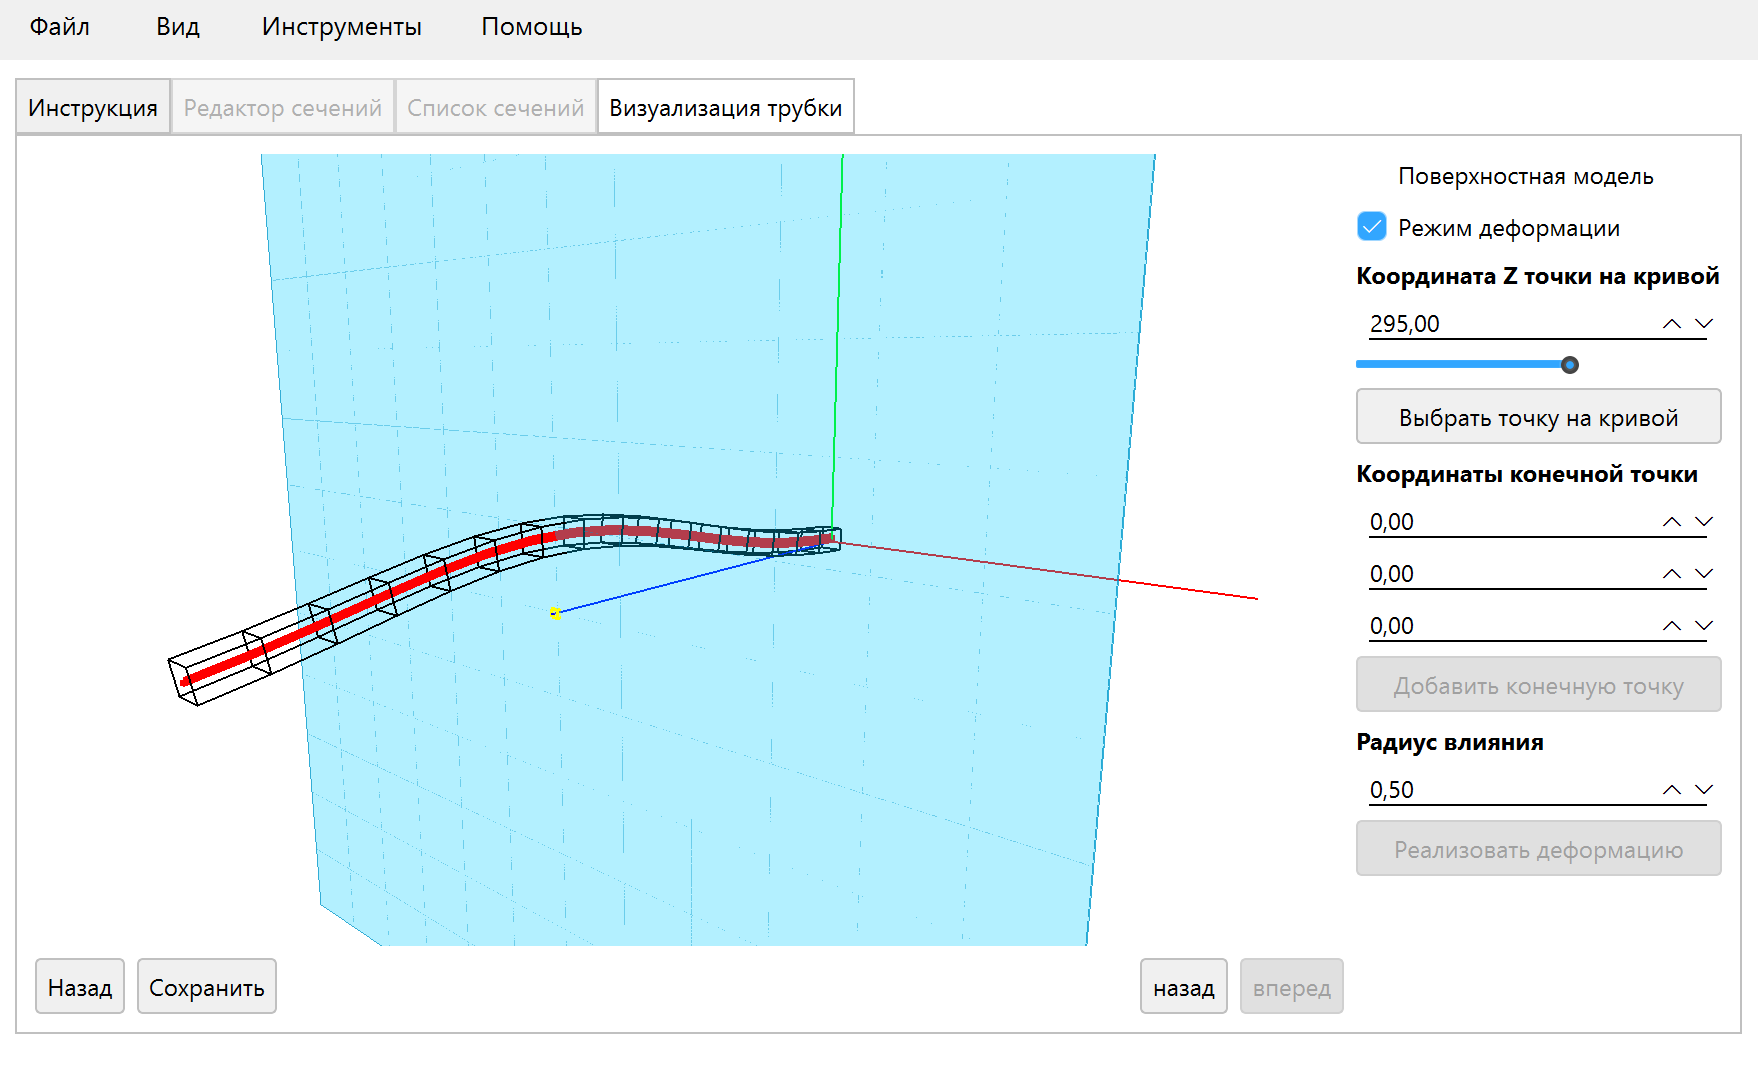 Файл Вид Инструменты Помощь
Инструкция Редактор сечений Список сечений Визуализация трубки
Поверхностная модель
Режим деформации
Координата Z точки на кривой
295,00
Выбрать точку на кривой
Координаты конечной точки
0,00
0,00
0,00
Добавить конечную точку
Радиус влияния
0,50
Реализовать деформацию
Назад Сохранить назад вперед